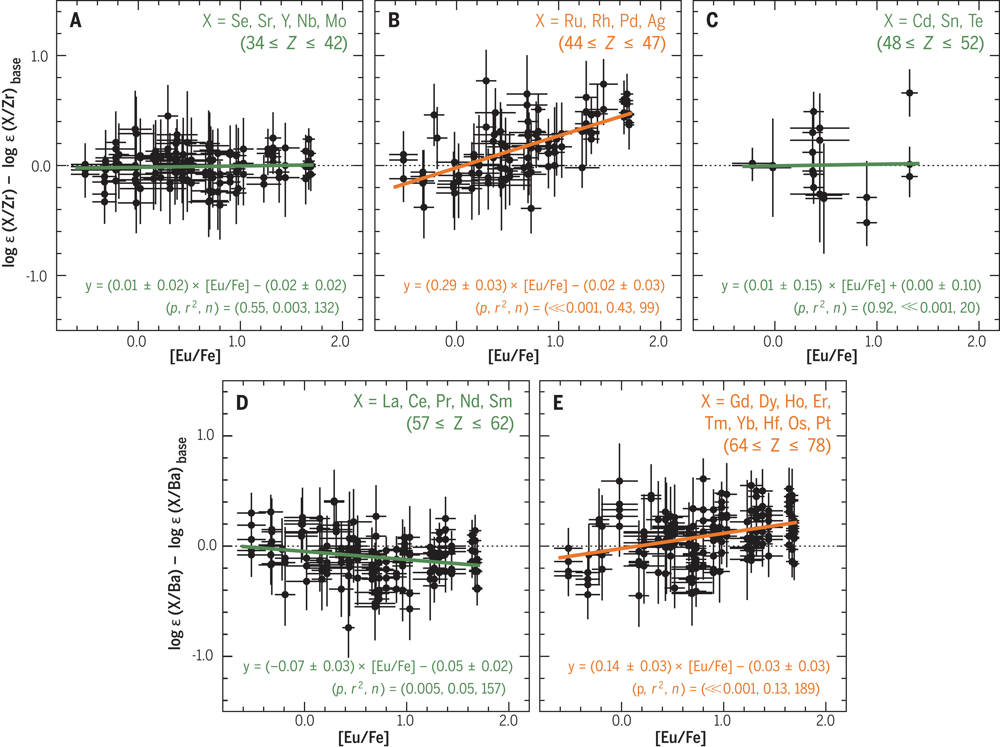 A
X = Se, Sr, Y, Nb, Mo
(34 ≤ Z ≤ 42)
log ε (X/Zr) – log ε (X/Zr) base
1.0
0.0
-1.0
y = (0.01 ± 0.02) × [Eu/Fe] – (0.02 ± 0.02)
(p, r², n) = (0.55, 0.003, 132)
0.0 1.0 2.0
[Eu/Fe]
B
X = Ru, Rh, Pd, Ag
(44 ≤ Z ≤ 47)
y = (0.29 ± 0.03) × [Eu/Fe] – (0.02 ± 0.03)
(p, r², n) = (≪0.001, 0.43, 99)
0.0 1.0 2.0
[Eu/Fe]
C
X = Cd, Sn, Te
(48 ≤ Z ≤ 52)
y = (0.01 ± 0.15) × [Eu/Fe] + (0.00 ± 0.10)
(p, r², n) = (0.92, ≪0.001, 20)
0.0 1.0 2.0
[Eu/Fe]
D
X = La, Ce, Pr, Nd, Sm
(57 ≤ Z ≤ 62)
log ε (X/Ba) – log ε (X/Ba) base
1.0
0.0
-1.0
y = (−0.07 ± 0.03) × [Eu/Fe] – (0.05 ± 0.02)
(p, r², n) = (0.005, 0.05, 157)
0.0 1.0 2.0
[Eu/Fe]
E
X = Gd, Dy, Ho, Er,
Tm, Yb, Hf, Os, Pt
(64 ≤ Z ≤ 78)
y = (0.14 ± 0.03) × [Eu/Fe] – (0.03 ± 0.03)
(p, r², n) = (≪0.001, 0.13, 189)
0.0 1.0 2.0
[Eu/Fe]